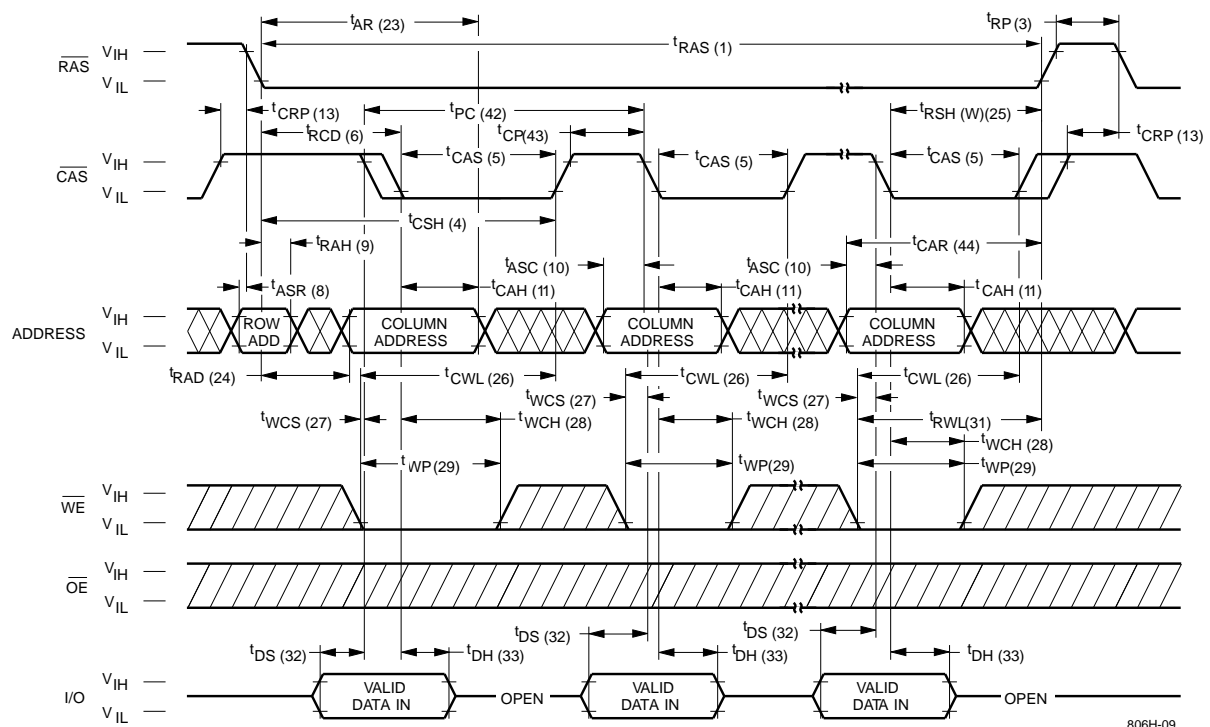 tAR (23)
tRP (3)
tRAS (1)
RAS
VIH
VIL
tCRP (13)
tPC (42)
tRSH (W)(25)
tRCD (6)
tCP(43)
tCRP (13)
tCAS (5)
tCAS (5)
tCAS (5)
CAS
VIH
VIL
tCSH (4)
tRAH (9)
tCAR (44)
tASC (10)
tASC (10)
tASR (8)
tCAH (11)
tCAH (11)
tCAH (11)
ADDRESS
VIH
VIL
ROW ADD
COLUMN ADDRESS
COLUMN ADDRESS
COLUMN ADDRESS
tRAD (24)
tCWL (26)
tCWL (26)
tCWL (26)
tWCS (27)
tWCS (27)
tWCS (27)
tWCH (28)
tWCH (28)
tRWL(31)
tWCH (28)
tWP(29)
tWP(29)
tWP(29)
WE
VIH
VIL
OE
VIH
VIL
tDS (32)
tDS (32)
tDS (32)
tDH (33)
tDH (33)
tDH (33)
I/O
VIH
VIL
VALID DATA IN
OPEN
VALID DATA IN
VALID DATA IN
OPEN
806H-09